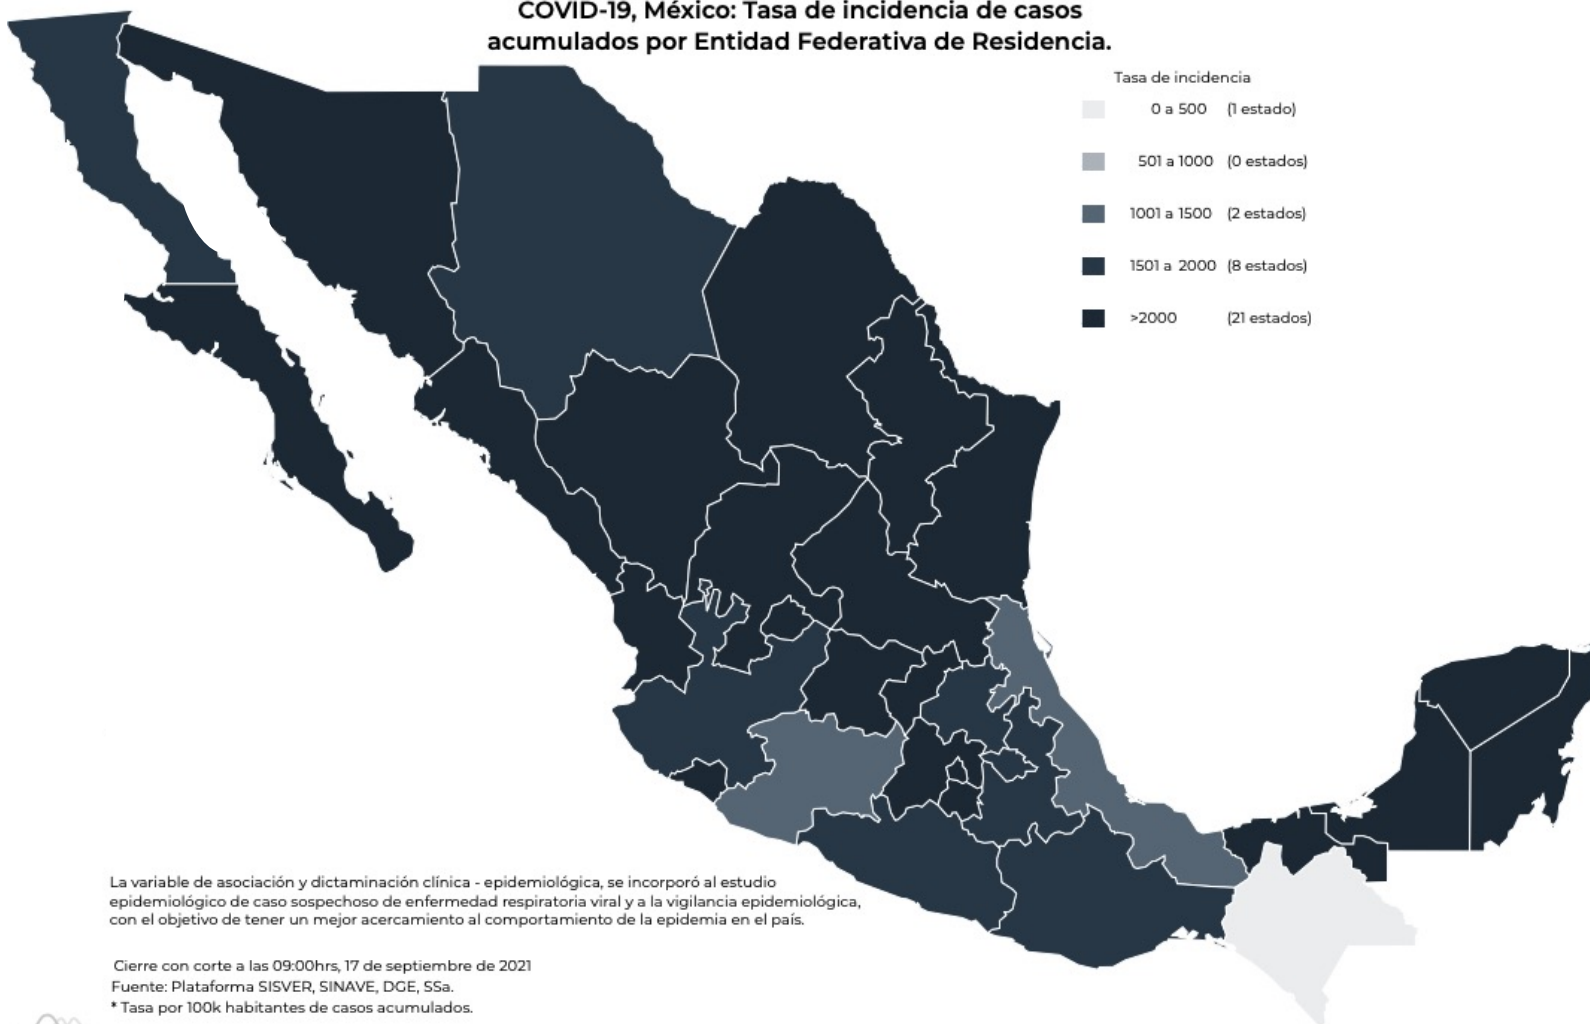 COVID-19, México: Tasa de incidencia de casos
acumulados por Entidad Federativa de Residencia.
Tasa de incidencia
0 a 500 (1 estado)
501 a 1000 (0 estados)
1001 a 1500 (2 estados)
1501 a 2000 (8 estados)
>2000 (21 estados)
La variable de asociación y dictaminación clínica - epidemiológica, se incorporó al estudio
epidemiológico de caso sospechoso de enfermedad respiratoria viral y a la vigilancia epidemiológica,
con el objetivo de tener un mejor acercamiento al comportamiento de la epidemia en el país.
Cierre con corte a las 09:00hrs, 17 de septiembre de 2021
Fuente: Plataforma SISVER, SINAVE, DGE, SSa.
* Tasa por 100k habitantes de casos acumulados.